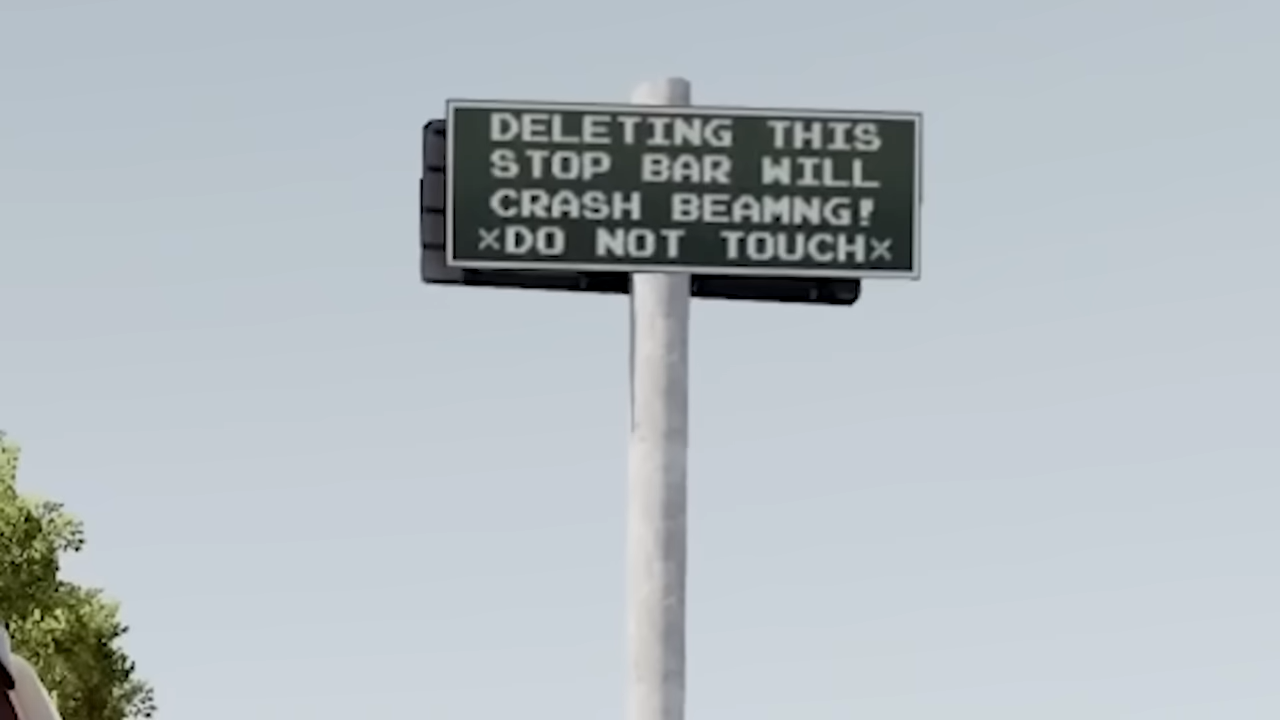 DELETING THIS
STOP BAR WILL
CRASH BEAMNG!
×DO NOT TOUCH×